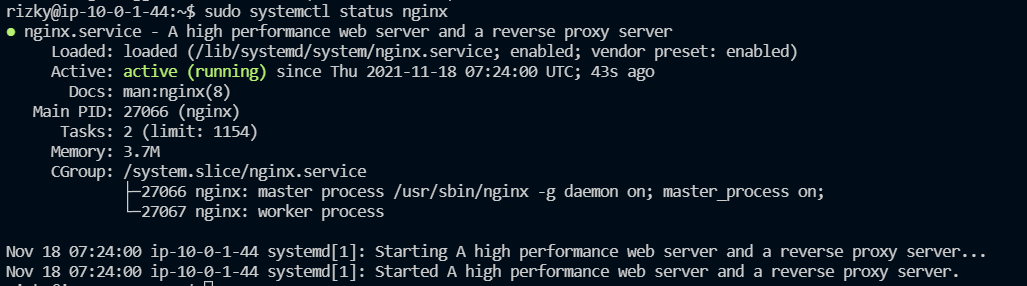 rizky@ip-10-0-1-44:~$ sudo systemctl status nginx
● nginx.service - A high performance web server and a reverse proxy server
Loaded: loaded (/lib/systemd/system/nginx.service; enabled; vendor preset: enabled)
Active: active (running) since Thu 2021-11-18 07:24:00 UTC; 43s ago
Docs: man:nginx(8)
Main PID: 27066 (nginx)
Tasks: 2 (limit: 1154)
Memory: 3.7M
CGroup: /system.slice/nginx.service
├─27066 nginx: master process /usr/sbin/nginx -g daemon on; master_process on;
└─27067 nginx: worker process
Nov 18 07:24:00 ip-10-0-1-44 systemd[1]: Starting A high performance web server and a reverse proxy server...
Nov 18 07:24:00 ip-10-0-1-44 systemd[1]: Started A high performance web server and a reverse proxy server.